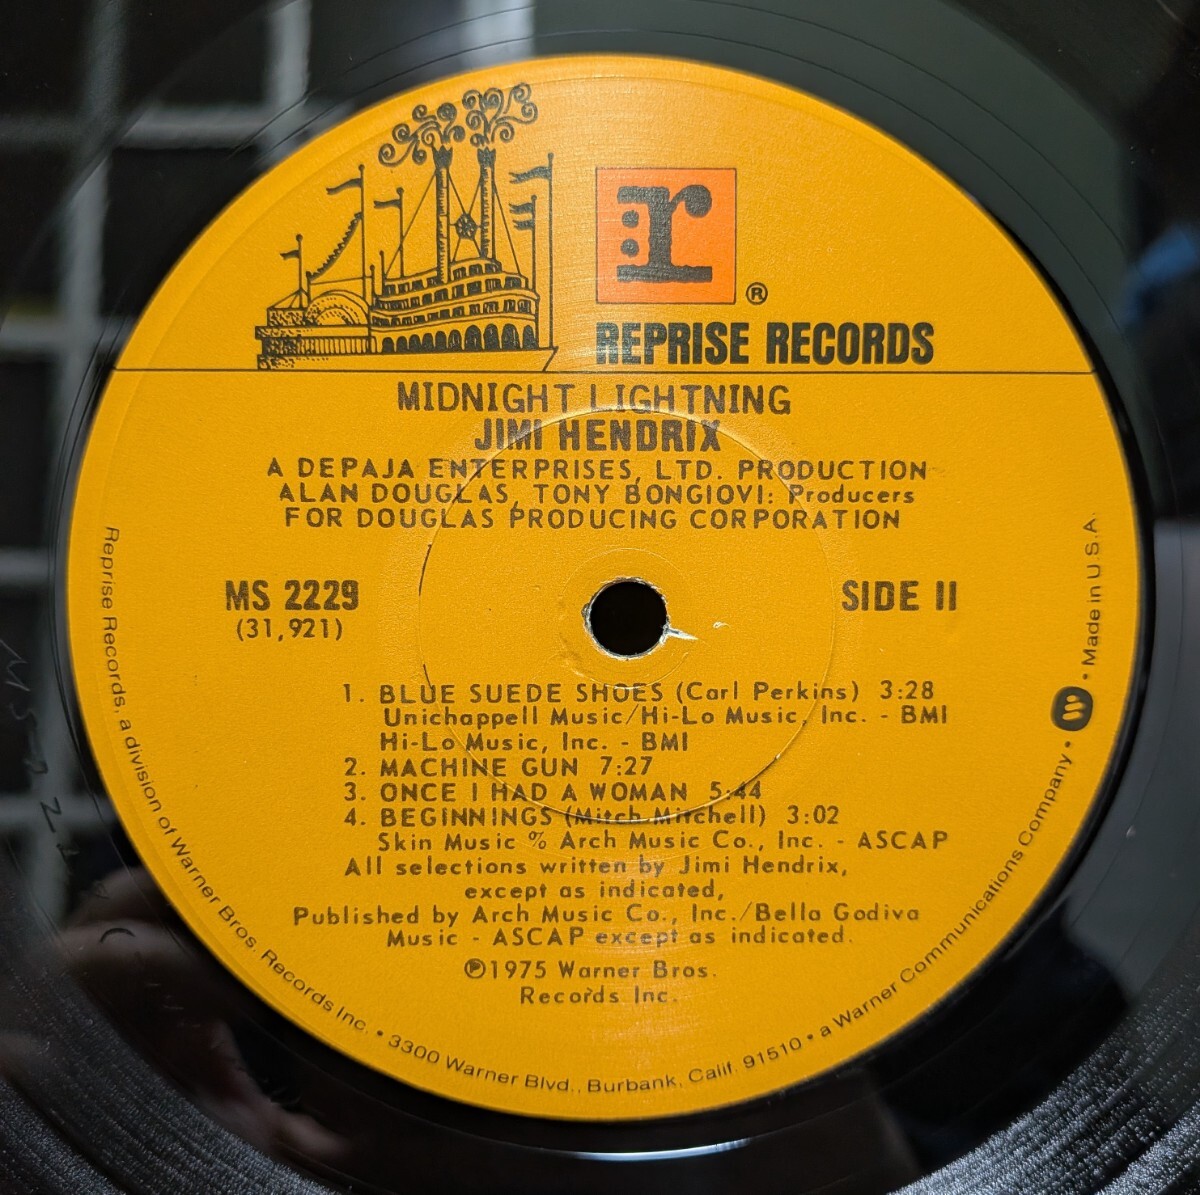 r
®
REPRISE RECORDS
MIDNIGHT LIGHTNING
JIMI HENDRIX
A DEPAJA ENTERPRISES, LTD. PRODUCTION
ALAN DOUGLAS, TONY BONGIOVI: Producers
FOR DOUGLAS PRODUCING CORPORATION
MS 2229
(31,921)
SIDE II
1. BLUE SUEDE SHOES (Carl Perkins) 3:28
Unichappell Music/Hi-Lo Music, Inc. - BMI
Hi-Lo Music, Inc. - BMI
2. MACHINE GUN 7:27
3. ONCE I HAD A WOMAN 5:44
4. BEGINNINGS (Mitch Mitchell) 3:02
Skin Music % Arch Music Co., Inc. - ASCAP
All selections written by Jimi Hendrix,
except as indicated,
Published by Arch Music Co., Inc./Bella Godiva
Music - ASCAP except as indicated.
℗1975 Warner Bros.
Records Inc.
Reprise Records, a division of Warner Bros. Records Inc. • 3300 Warner Blvd., Burbank, Calif. 91510 • a Warner Communications Company • W • Made in U.S.A.